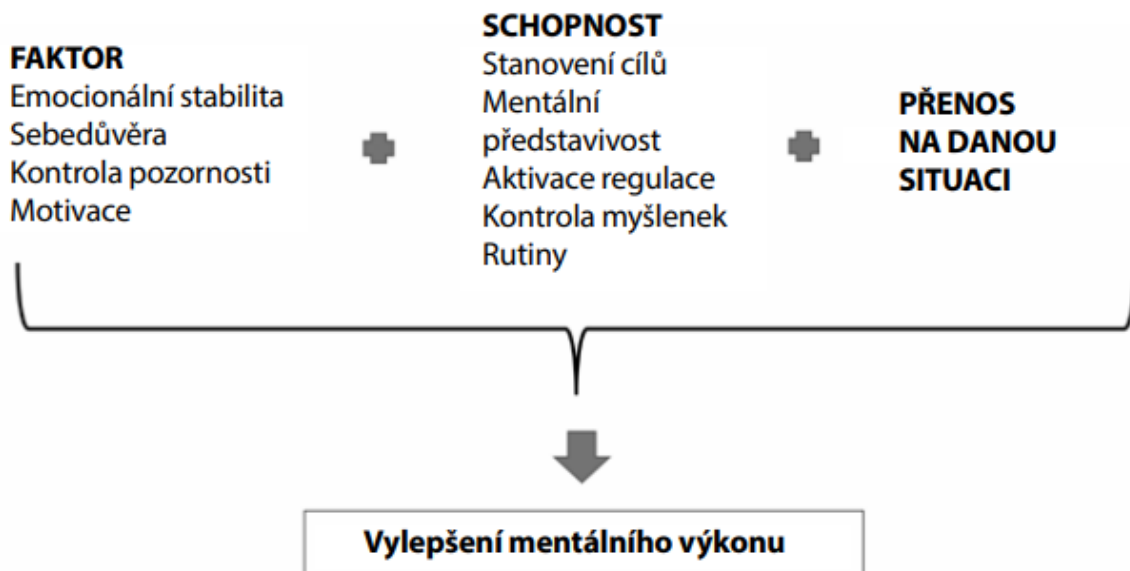 FAKTOR
Emocionální stabilita
Sebedůvěra
Kontrola pozornosti
Motivace
SCHOPNOST
Stanovení cílů
Mentální
představivost
Aktivace regulace
Kontrola myšlenek
Rutiny
PŘENOS
NA DANOU
SITUACI
Vylepšení mentálního výkonu